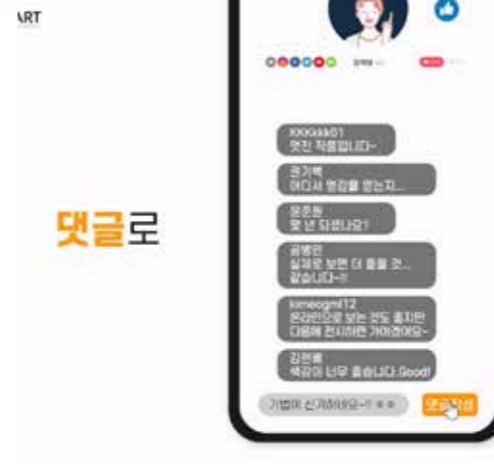 ART
댓글로
KKKkkk01
멋진 작품입니다~
권기백
어디서 영감을 얻는지...
윤준원
몇 년 되셨나요?
공병민
실제로 보면 더 좋을 것...
같습니다~!!
kimeogml12
온라인으로 보는 것도 좋지만
다음에 전시하면 가야겠어요~
김현룡
색감이 너무 좋습니다.Good!
기법이 신기하네요~!! ㅎㅎ
댓글작성